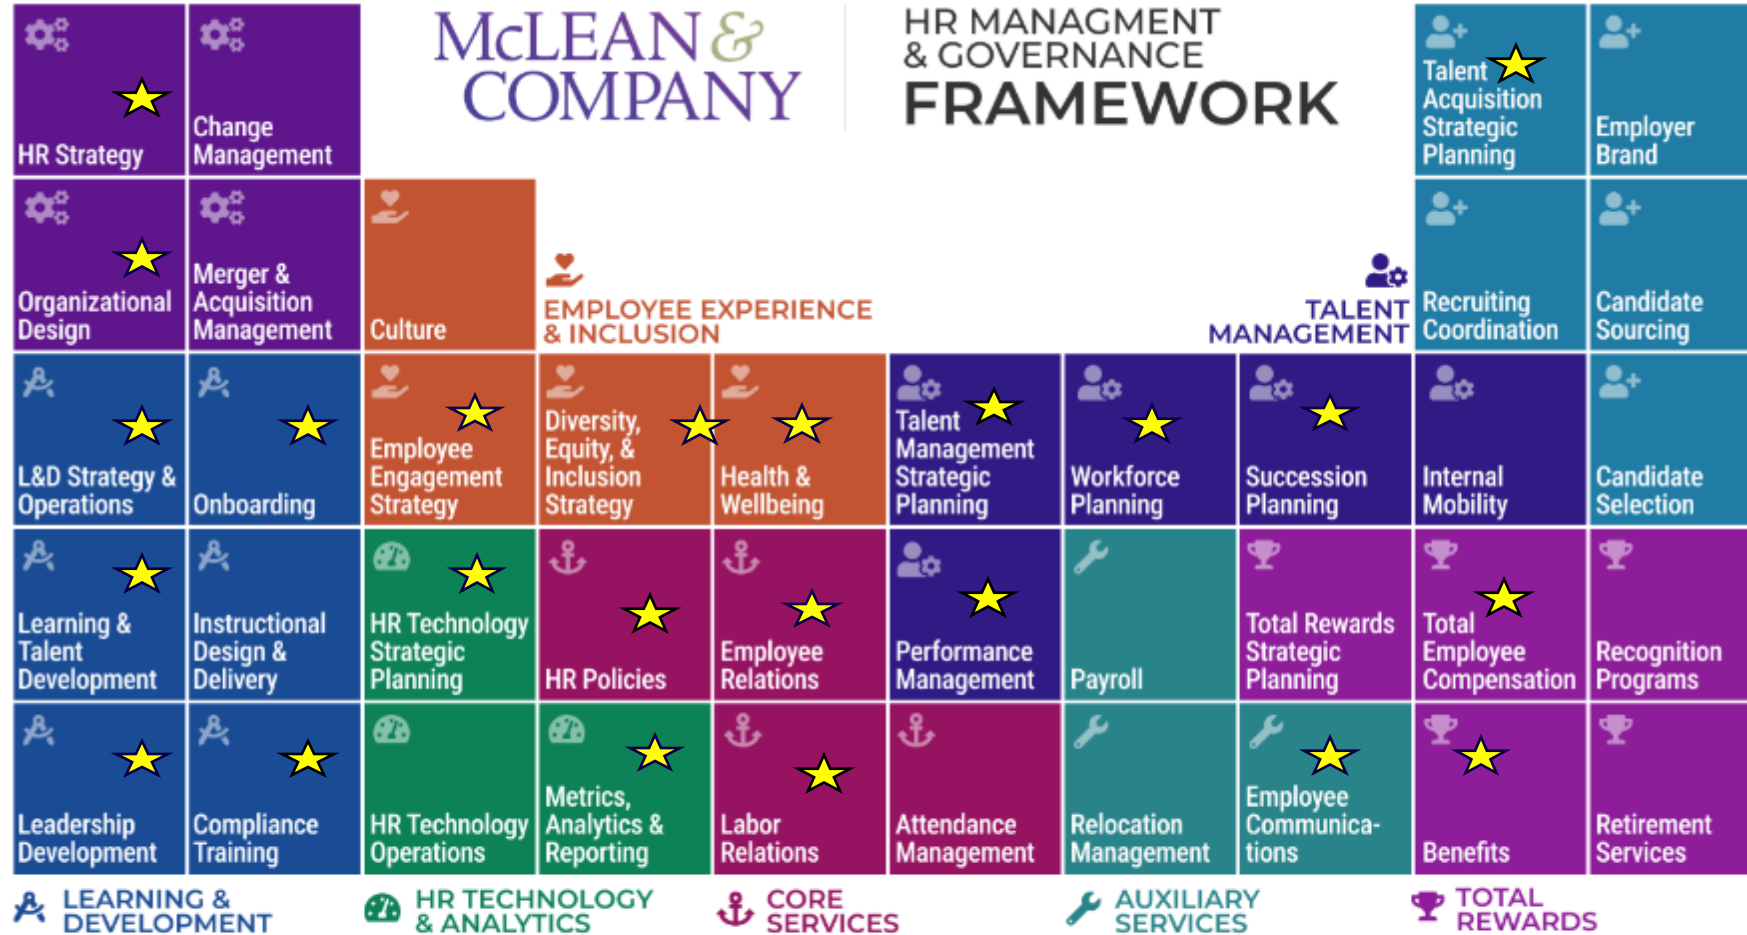 McLEAN &
COMPANY
HR MANAGMENT
& GOVERNANCE
FRAMEWORK
HR Strategy
Change
Management
Talent
Acquisition
Strategic
Planning
Employer
Brand
Organizational
Design
Merger &
Acquisition
Management
Culture
EMPLOYEE EXPERIENCE
& INCLUSION
TALENT
MANAGEMENT
Recruiting
Coordination
Candidate
Sourcing
L&D Strategy &
Operations
Onboarding
Employee
Engagement
Strategy
Diversity,
Equity, &
Inclusion
Strategy
Health &
Wellbeing
Talent
Management
Strategic
Planning
Workforce
Planning
Succession
Planning
Internal
Mobility
Candidate
Selection
Learning &
Talent
Development
Instructional
Design &
Delivery
HR Technology
Strategic
Planning
HR Policies
Employee
Relations
Performance
Management
Payroll
Total Rewards
Strategic
Planning
Total
Employee
Compensation
Recognition
Programs
Leadership
Development
Compliance
Training
HR Technology
Operations
Metrics,
Analytics &
Reporting
Labor
Relations
Attendance
Management
Relocation
Management
Employee
Communica-
tions
Benefits
Retirement
Services
LEARNING &
DEVELOPMENT
HR TECHNOLOGY
& ANALYTICS
CORE
SERVICES
AUXILIARY
SERVICES
TOTAL
REWARDS